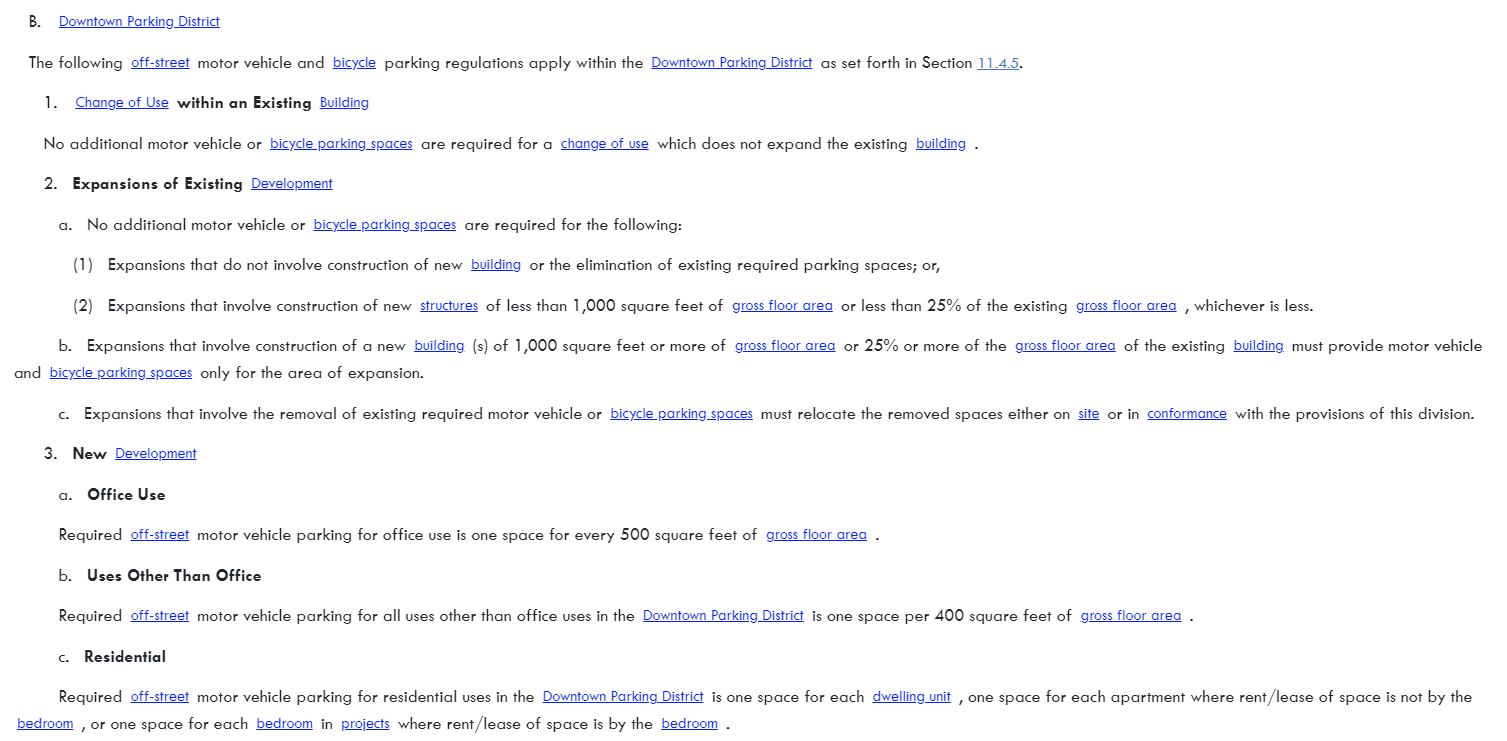 B. Downtown Parking District
The following off-street motor vehicle and bicycle parking regulations apply within the Downtown Parking District as set forth in Section 11.4.5.
1. Change of Use within an Existing Building
No additional motor vehicle or bicycle parking spaces are required for a change of use which does not expand the existing building .
2. Expansions of Existing Development
a. No additional motor vehicle or bicycle parking spaces are required for the following:
(1) Expansions that do not involve construction of new building or the elimination of existing required parking spaces; or,
(2) Expansions that involve construction of new structures of less than 1,000 square feet of gross floor area or less than 25% of the existing gross floor area , whichever is less.
b. Expansions that involve construction of a new building (s) of 1,000 square feet or more of gross floor area or 25% or more of the gross floor area of the existing building must provide motor vehicle
and bicycle parking spaces only for the area of expansion.
c. Expansions that involve the removal of existing required motor vehicle or bicycle parking spaces must relocate the removed spaces either on site or in conformance with the provisions of this division.
3. New Development
a. Office Use
Required off-street motor vehicle parking for office use is one space for every 500 square feet of gross floor area .
b. Uses Other Than Office
Required off-street motor vehicle parking for all uses other than office uses in the Downtown Parking District is one space per 400 square feet of gross floor area .
c. Residential
Required off-street motor vehicle parking for residential uses in the Downtown Parking District is one space for each dwelling unit , one space for each apartment where rent/lease of space is not by the
bedroom , or one space for each bedroom in projects where rent/lease of space is by the bedroom .